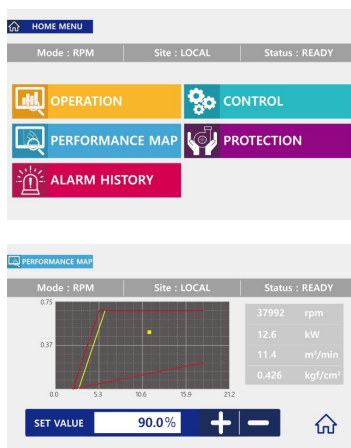 HOME MENU
Mode : RPM Site : LOCAL Status : READY
OPERATION CONTROL
PERFORMANCE MAP PROTECTION
ALARM HISTORY
PERFORMANCE MAP
Mode : RPM Site : LOCAL Status : READY
0.75
0.37
0.0 5.3 10.6 15.9 21.2
37992 rpm
12.6 kW
11.4 m³/min
0.426 kgf/cm²
SET VALUE 90.0% + −